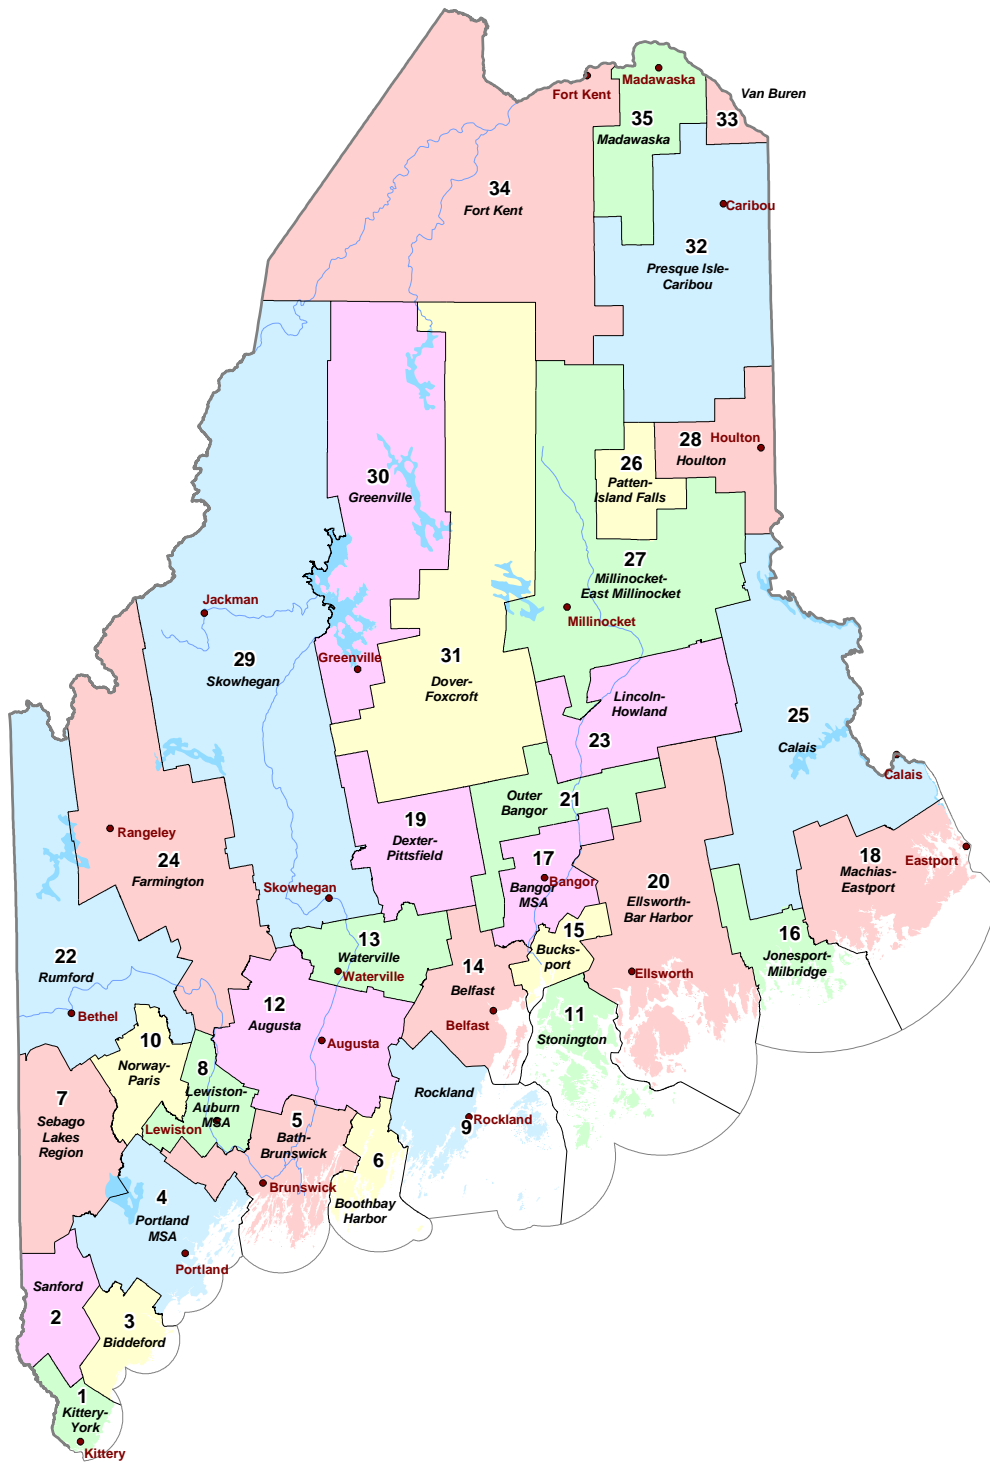 Van Buren
Madawaska
Fort Kent
33
35
Madawaska
34
Fort Kent
Caribou
32
Presque Isle-
Caribou
28
Houlton
Houlton
26
Patten-
Island Falls
30
Greenville
27
Millinocket-
East Millinocket
Millinocket
Jackman
29
Skowhegan
Greenville
31
Dover-
Foxcroft
Lincoln-
Howland
23
25
Calais
Calais
Outer
Bangor
21
19
Dexter-
Pittsfield
Rangeley
24
Farmington
17
Bangor
Bangor
MSA
18
Machias-
Eastport
Eastport
20
Ellsworth-
Bar Harbor
Skowhegan
22
Rumford
13
Waterville
Waterville
15
Bucks-
port
16
Jonesport-
Milbridge
14
Belfast
Belfast
Ellsworth
12
Augusta
Augusta
Bethel
11
Stonington
10
Norway-
Paris
8
Lewiston-
Auburn
MSA
Lewiston
7
Sebago
Lakes
Region
Rockland
9
Rockland
5
Bath-
Brunswick
Brunswick
6
Boothbay
Harbor
4
Portland
MSA
Portland
Sanford
2
3
Biddeford
1
Kittery-
York
Kittery